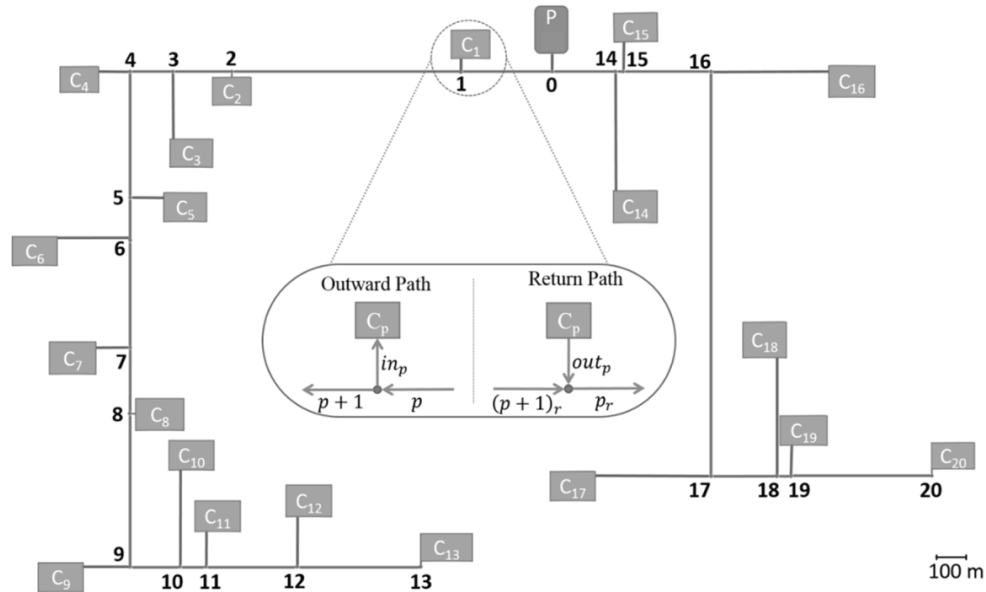 P
C1
C15
4 3 2 1 0 14 15 16
C4
C2
C16
C3
5
C5
C14
6
C6
Outward Path Return Path
Cp Cp
inp outp
p + 1 p (p + 1)r pr
C18
7
C7
8
C8
C19
C10
C20
C17
17 18 19 20
C12
C11
9
C13
C9
10 11 12 13
100 m